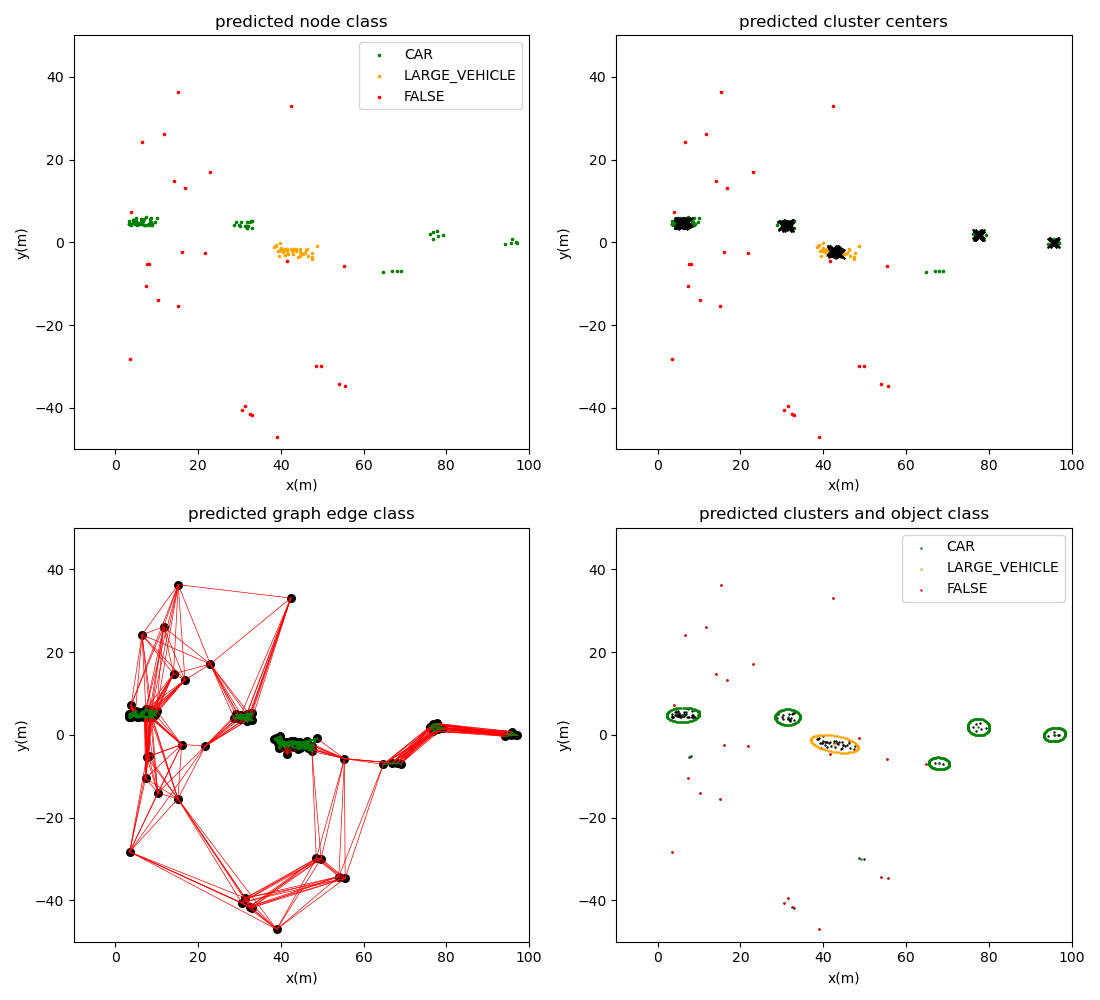 predicted node class
CAR
LARGE_VEHICLE
FALSE
40
20
0
−20
−40
y(m)
0 20 40 60 80 100
x(m)
predicted cluster centers
40
20
0
−20
−40
y(m)
0 20 40 60 80 100
x(m)
predicted graph edge class
40
20
0
−20
−40
y(m)
0 20 40 60 80 100
x(m)
predicted clusters and object class
CAR
LARGE_VEHICLE
FALSE
40
20
0
−20
−40
y(m)
0 20 40 60 80 100
x(m)